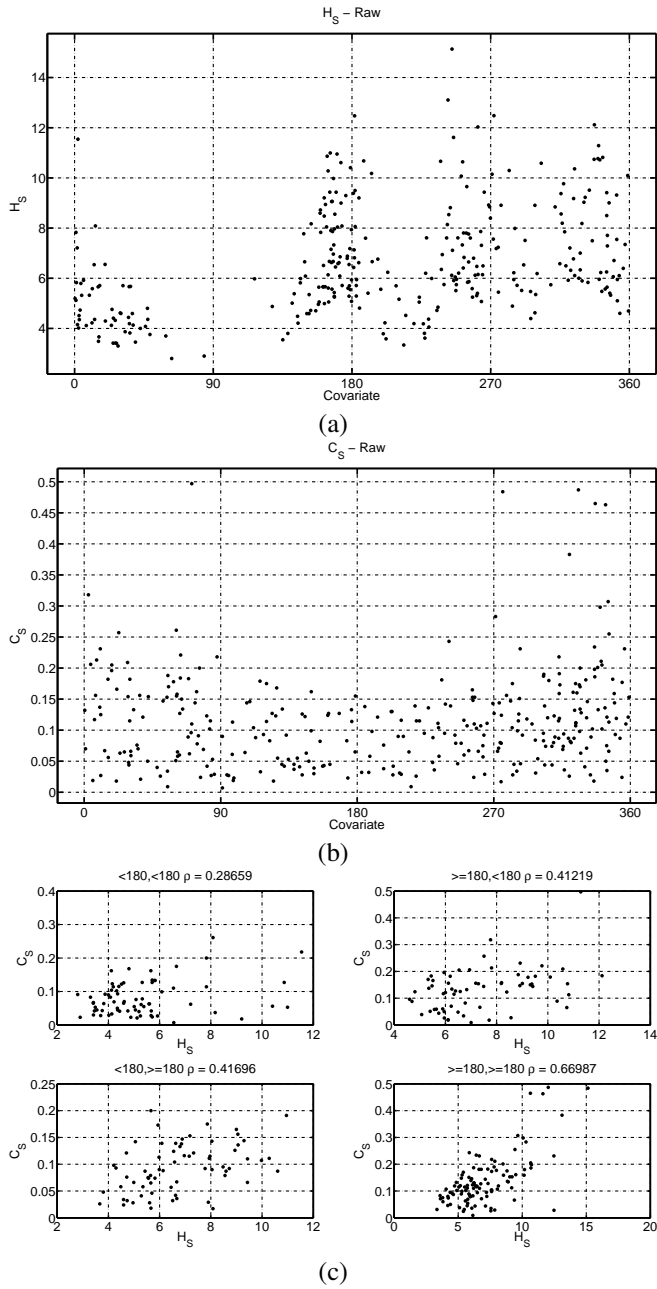 H_S – Raw
14
12
10
8
6
4
H_S
0 90 180 270 360
Covariate
(a)
C_S – Raw
0.5
0.45
0.4
0.35
0.3
0.25
0.2
0.15
0.1
0.05
0
C_S
0 90 180 270 360
Covariate
(b)
<180,<180 ρ = 0.28659
0.4
0.3
0.2
0.1
0
C_S
2 4 6 8 10 12
H_S
>=180,<180 ρ = 0.41219
0.5
0.4
0.3
0.2
0.1
0
C_S
4 6 8 10 12 14
H_S
<180,>=180 ρ = 0.41696
0.25
0.2
0.15
0.1
0.05
0
C_S
2 4 6 8 10 12
H_S
>=180,>=180 ρ = 0.66987
0.5
0.4
0.3
0.2
0.1
0
C_S
0 5 10 15 20
H_S
(c)